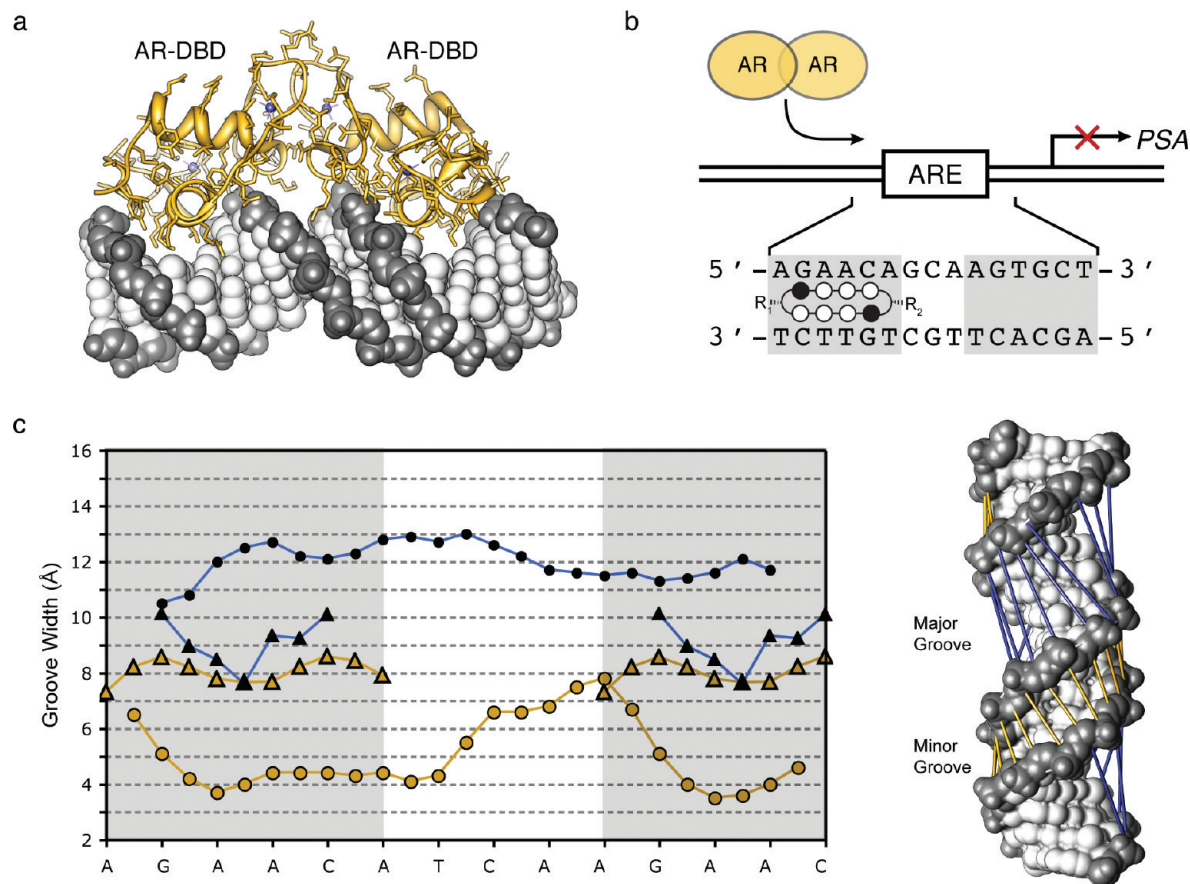 a
AR-DBD
AR-DBD
b
AR
AR
ARE
PSA
5 ' –AGAACAGCAAGTGCT–3 '
R1
R2
3 ' –TCTTGTCGTTCACGA–5 '
c
Groove Width (Å)
16
14
12
10
8
6
4
2
A G A A C A T C A A G A A C
Major
Groove
Minor
Groove